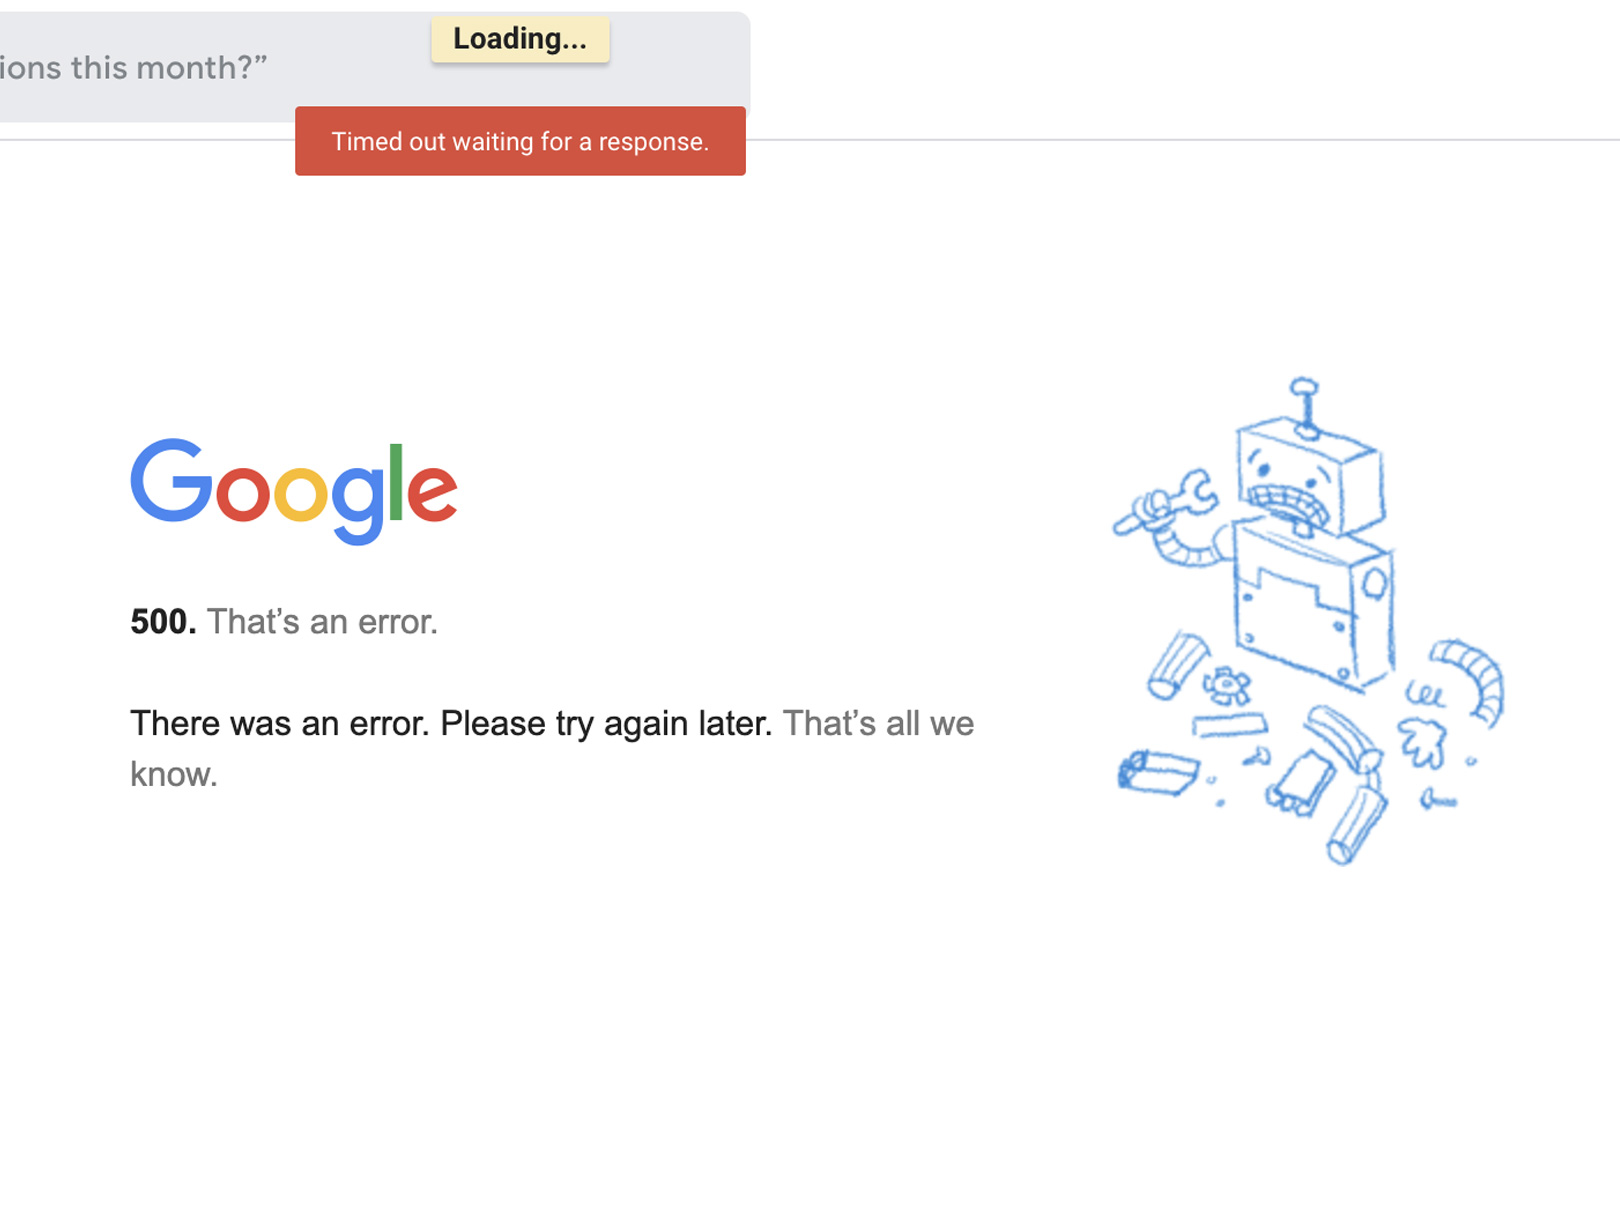 Loading...
ions this month?”
Timed out waiting for a response.
Google
500. That’s an error.
There was an error. Please try again later. That’s all we
know.